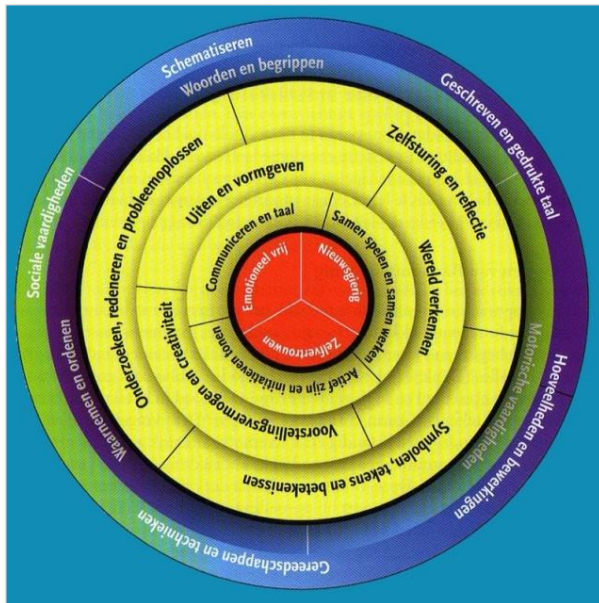 Schematiseren
Woorden en begrippen
Geschreven en gedrukte taal
Hoeveelheden en bewerkingen
Motorische vaardigheden
Gereedschappen en technieken
Waarnemen en ordenen
Sociale vaardigheden
Onderzoeken, redeneren en probleemoplossen
Zelfsturing en reflectie
Symbolen, tekens en betekenissen
Uiten en vormgeven
Wereld verkennen
Voorstellingsvermogen en creativiteit
Communiceren en taal
Samen spelen en samen werken
Actief zijn en initiatieven tonen
Emotioneel vrij
Nieuwsgierig
Zelfvertrouwen